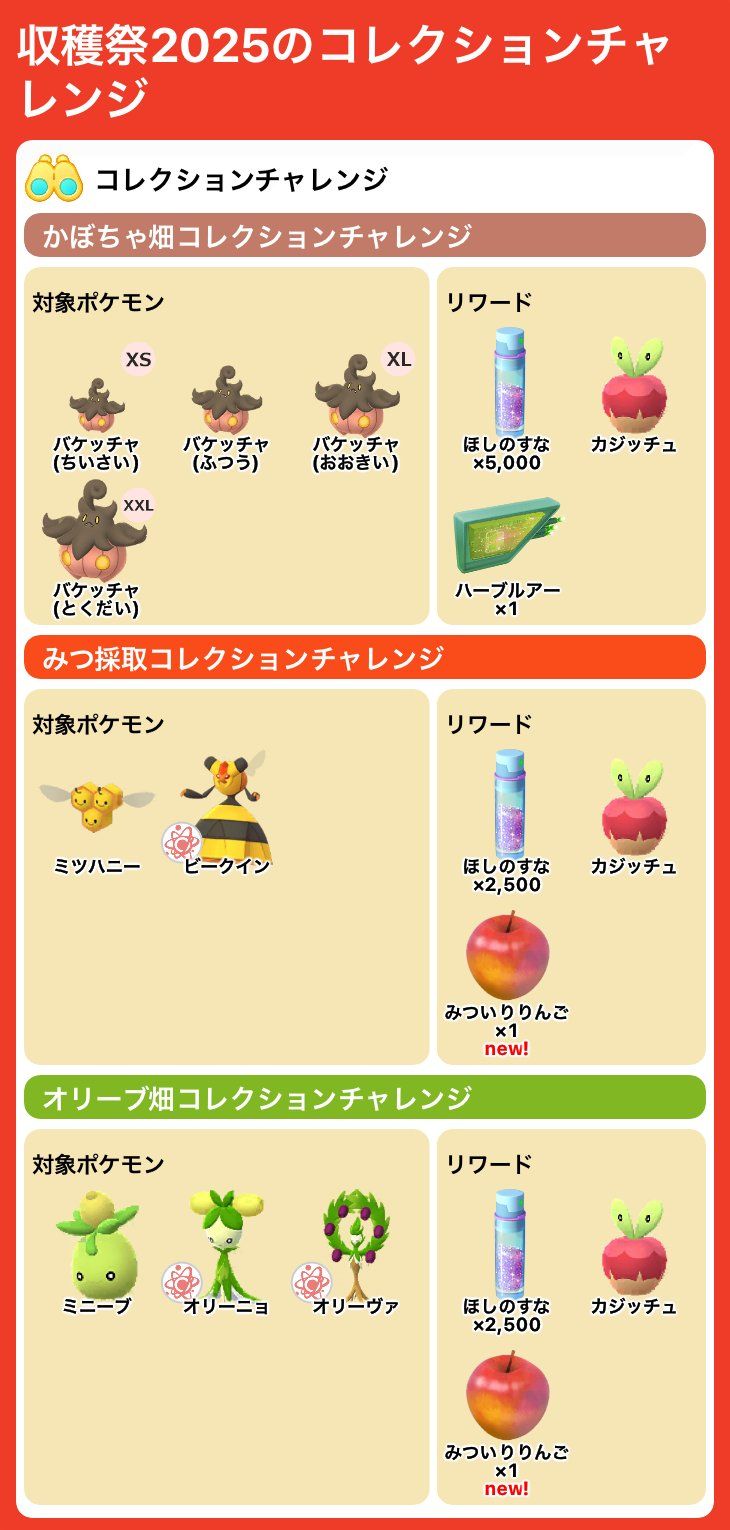 収穫祭2025のコレクションチャ
レンジ
コレクションチャレンジ
かぼちゃ畑コレクションチャレンジ
対象ポケモン
XS
バケッチャ
(ちいさい)
バケッチャ
(ふつう)
XL
バケッチャ
(おおきい)
XXL
バケッチャ
(とくだい)
リワード
ほしのすな
×5,000
カジッチュ
ハーブルアー
×1
みつ採取コレクションチャレンジ
対象ポケモン
ミツハニー
ビークイン
リワード
ほしのすな
×2,500
カジッチュ
みついりりんご
×1
new!
オリーブ畑コレクションチャレンジ
対象ポケモン
ミニーブ
オリーニョ
オリーヴァ
リワード
ほしのすな
×2,500
カジッチュ
みついりりんご
×1
new!